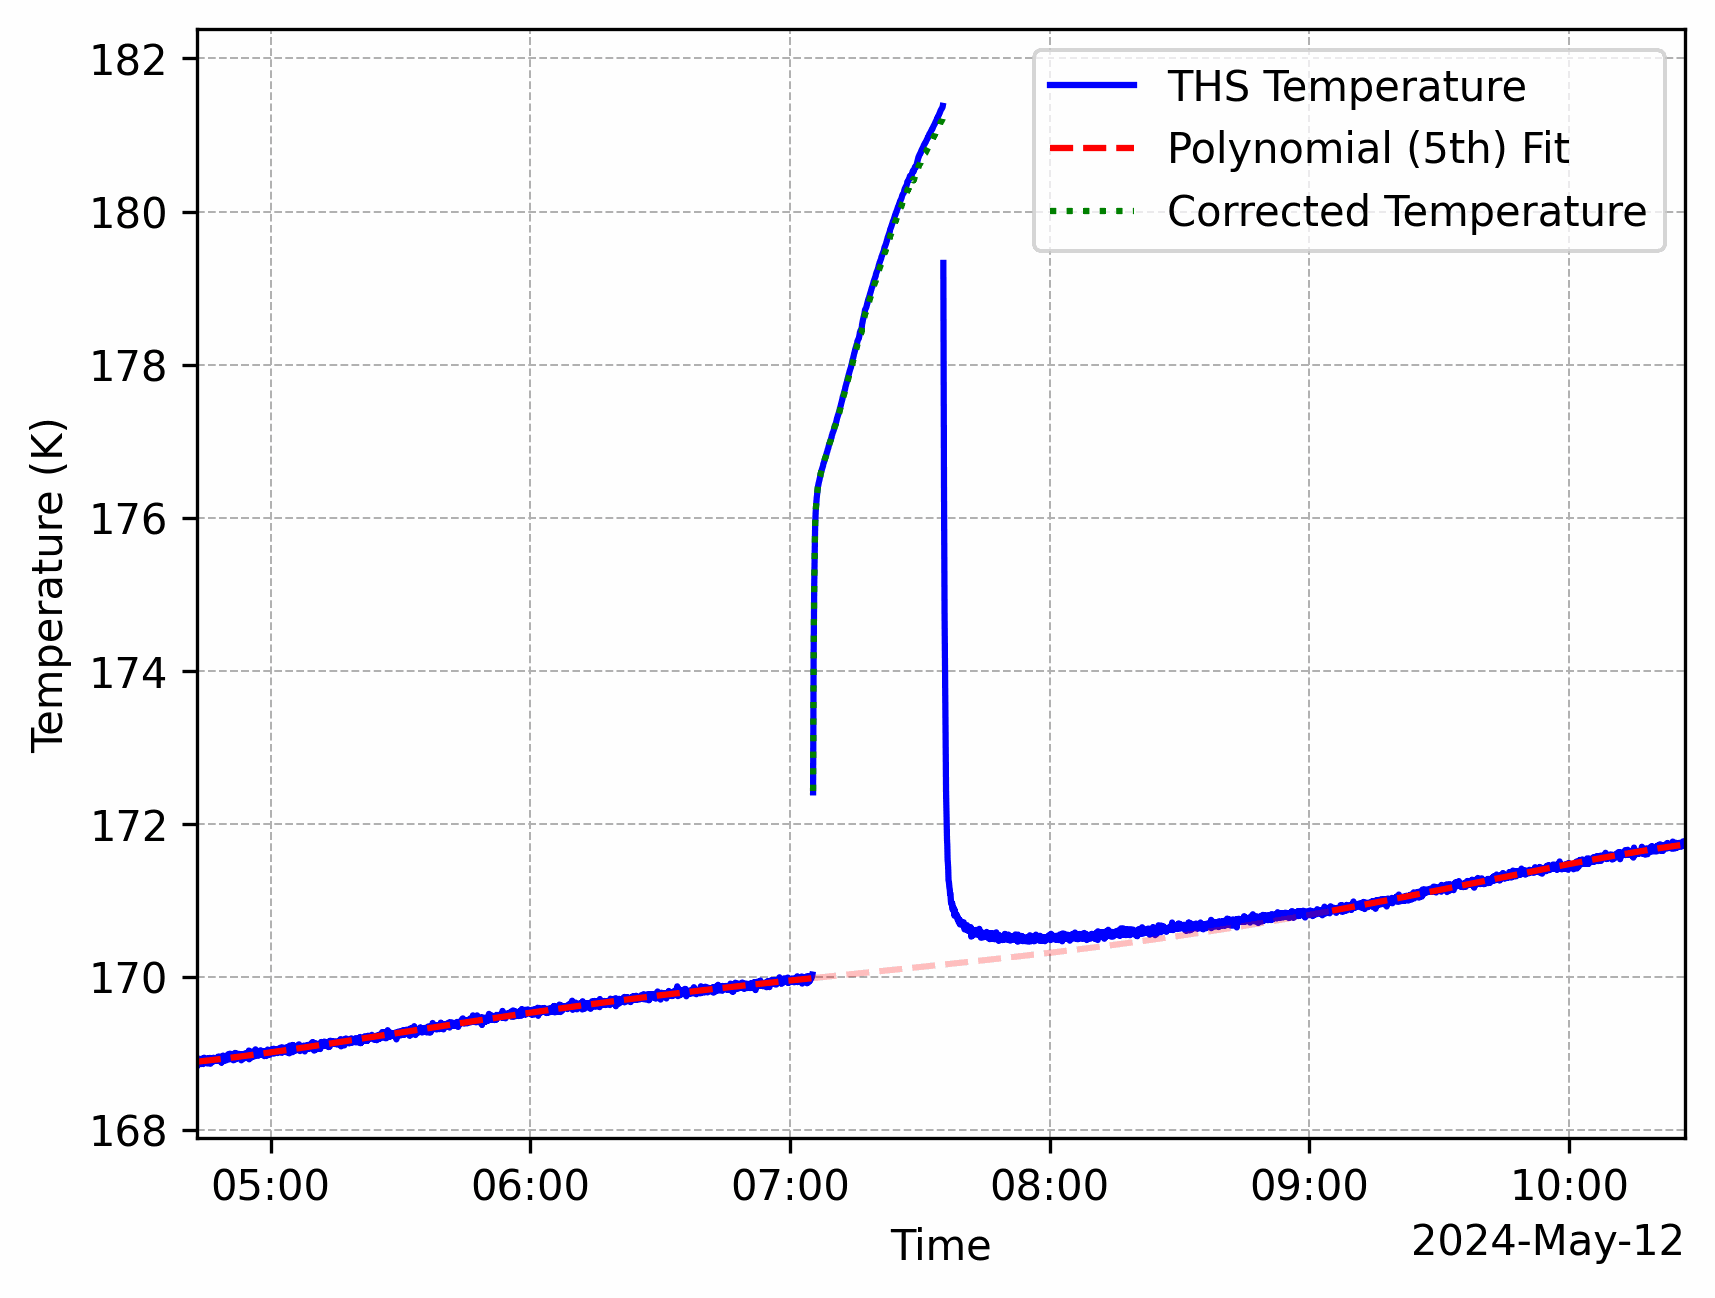 182
180
178
176
174
172
170
168
Temperature (K)
THS Temperature
Polynomial (5th) Fit
Corrected Temperature
05:00 06:00 07:00 08:00 09:00 10:00
Time
2024-May-12